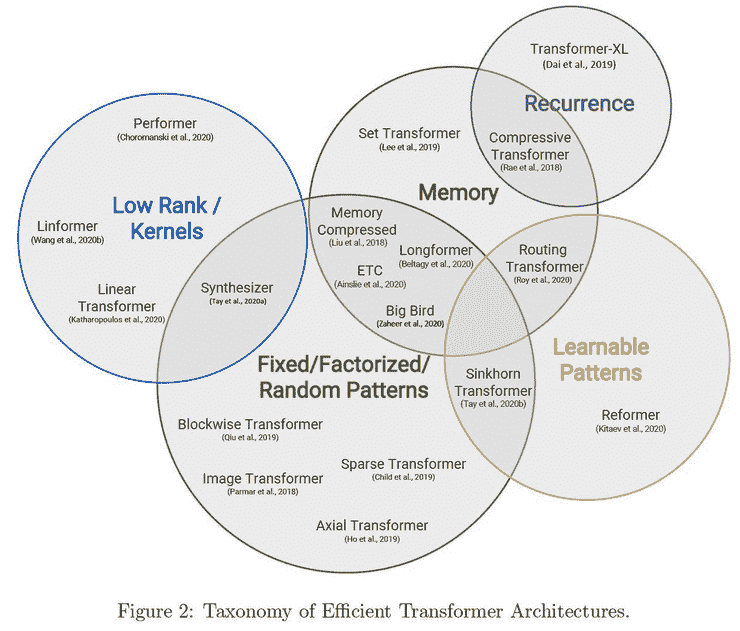 Transformer-XL
(Dai et al., 2019)
Recurrence
Compressive
Transformer
(Rae et al., 2018)
Set Transformer
(Lee et al., 2019)
Memory
Performer
(Choromanski et al., 2020)
Low Rank /
Kernels
Linformer
(Wang et al., 2020b)
Linear
Transformer
(Katharopoulos et al., 2020)
Synthesizer
(Tay et al., 2020a)
Memory
Compressed
(Liu et al., 2018)
Longformer
(Beltagy et al., 2020)
ETC
(Ainslie et al., 2020)
Big Bird
(Zaheer et al., 2020)
Routing
Transformer
(Roy et al., 2020)
Learnable
Patterns
Sinkhorn
Transformer
(Tay et al., 2020b)
Reformer
(Kitaev et al., 2020)
Fixed/Factorized/
Random Patterns
Blockwise Transformer
(Qiu et al., 2019)
Image Transformer
(Parmar et al., 2018)
Sparse Transformer
(Child et al., 2019)
Axial Transformer
(Ho et al., 2019)
Figure 2: Taxonomy of Efficient Transformer Architectures.